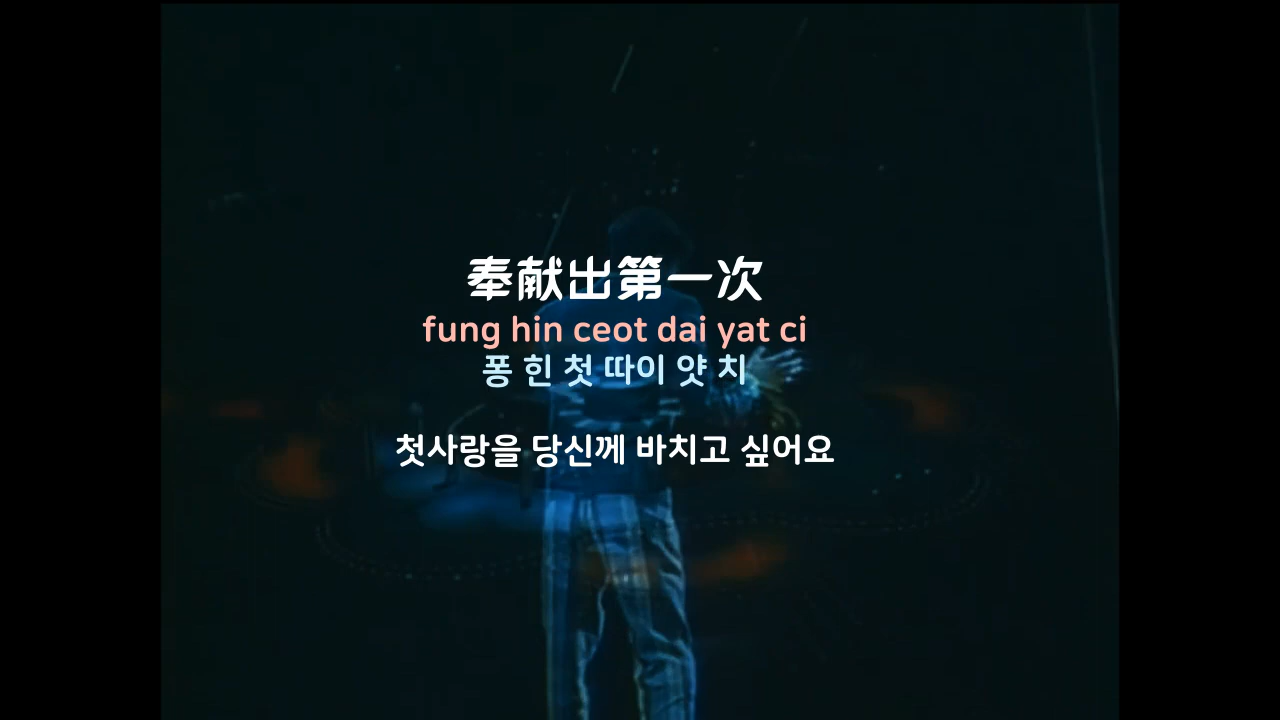 奉献出第一次
fung hin ceot dai yat ci
퐁 힌 첫 따이 얏 치
첫사랑을 당신께 바치고 싶어요